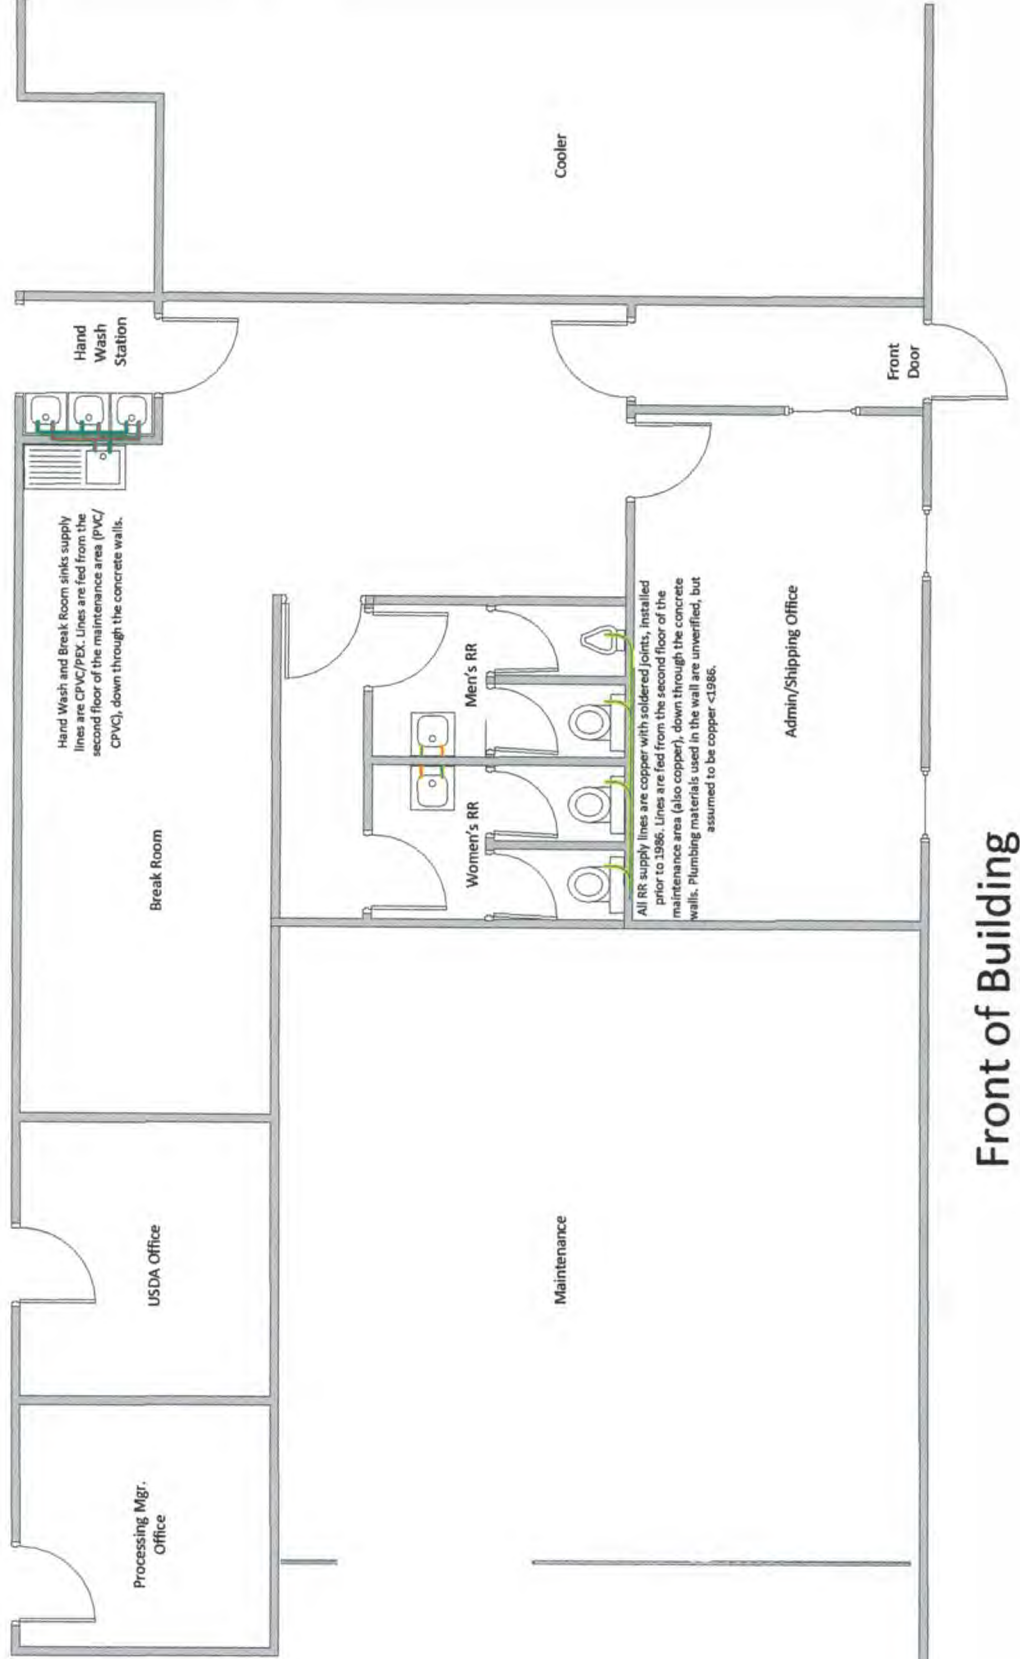 Processing Mgr.
Office
USDA Office
Break Room
Hand Wash and Break Room sinks supply
lines are CPVC/PEX. Lines are fed from the
second floor of the maintenance area (PVC/
CPVC), down through the concrete walls.
Hand
Wash
Station
Maintenance
Women's RR
Men's RR
Cooler
All RR supply lines are copper with soldered joints, installed
prior to 1986. Lines are fed from the second floor of the
maintenance area (also copper), down through the concrete
walls. Plumbing materials used in the wall are unverified, but
assumed to be copper <1986.
Admin/Shipping Office
Front
Door
Front of Building